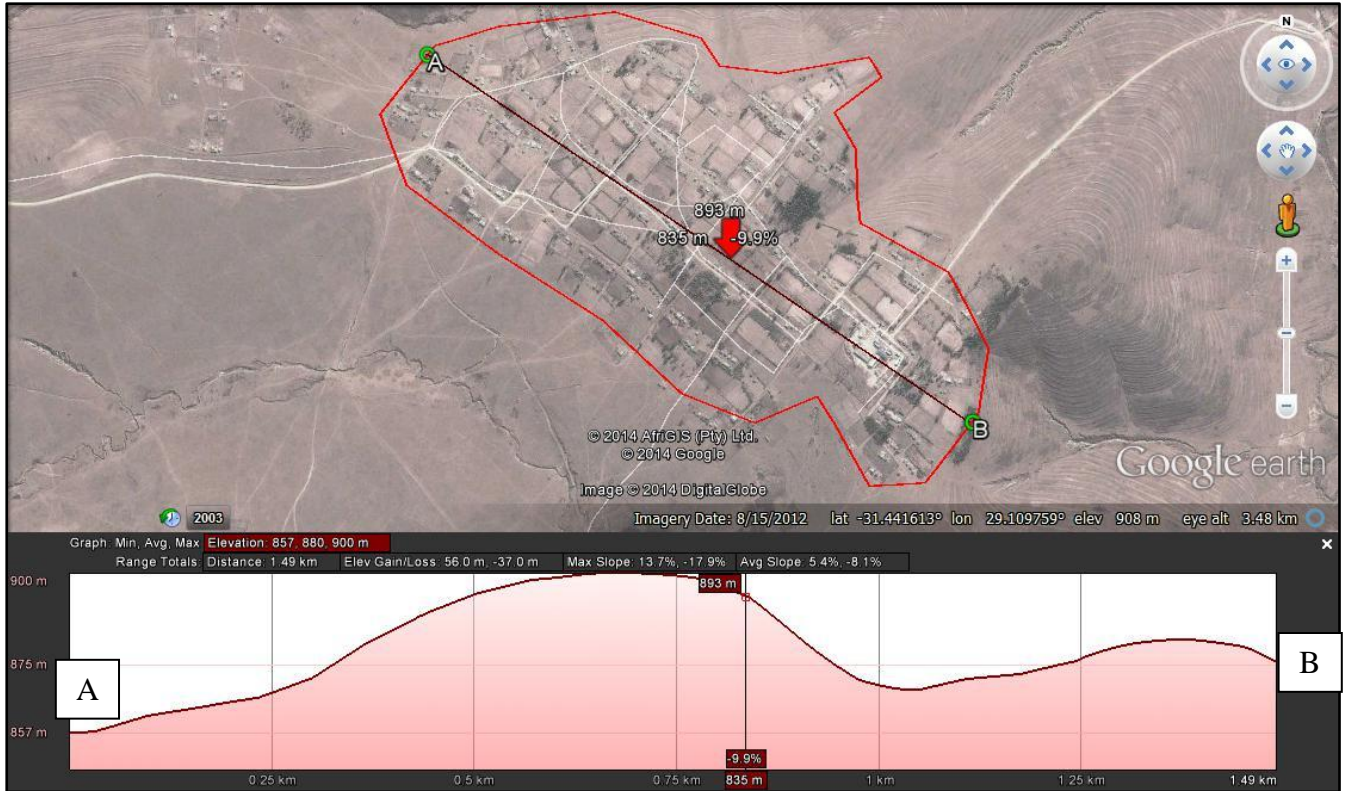 N
A
893 m
835 m -9.9%
B
© 2014 AfriGIS (Pty) Ltd.
© 2014 Google
Image © 2014 DigitalGlobe
Google earth
2003
Imagery Date: 8/15/2012 lat -31.441613° lon 29.109759° elev 908 m eye alt 3.48 km
Graph: Min, Avg, Max Elevation: 857, 880, 900 m
Range Totals: Distance: 1.49 km Elev Gain/Loss: 56.0 m, -37.0 m Max Slope: 13.7%, -17.9% Avg Slope: 5.4%, -8.1%
900 m
893 m
875 m
A
B
857 m
-9.9%
0.25 km 0.5 km 0.75 km 835 m 1 km 1.25 km 1.49 km